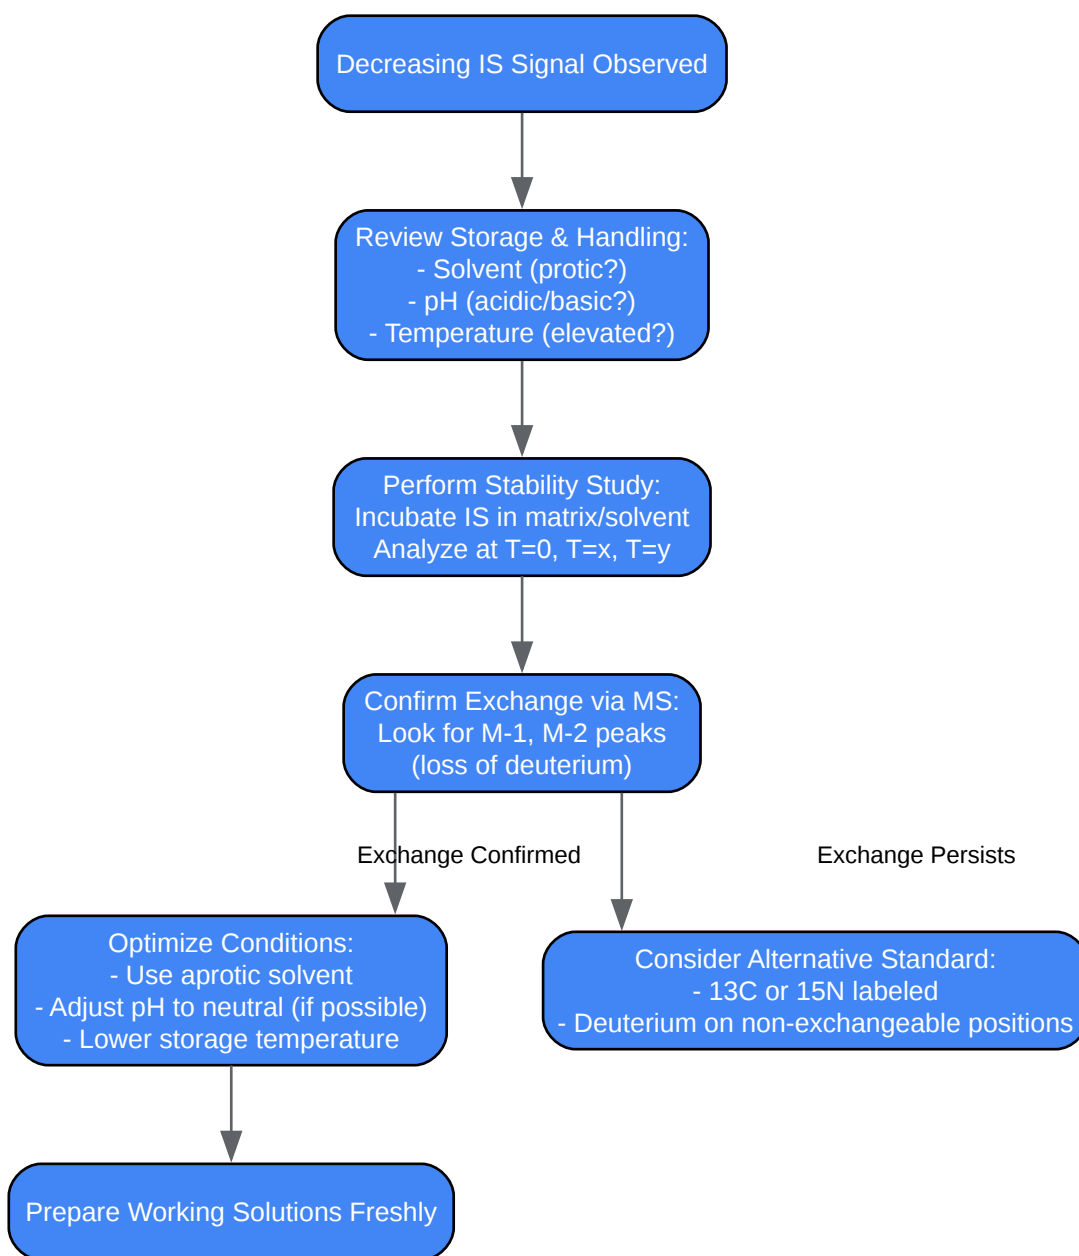 Decreasing IS Signal Observed
Review Storage & Handling:
- Solvent (protic?)
- pH (acidic/basic?)
- Temperature (elevated?)
Perform Stability Study:
Incubate IS in matrix/solvent
Analyze at T=0, T=x, T=y
Confirm Exchange via MS:
Look for M-1, M-2 peaks
(loss of deuterium)
Exchange Confirmed
Exchange Persists
Optimize Conditions:
- Use aprotic solvent
- Adjust pH to neutral (if possible)
- Lower storage temperature
Consider Alternative Standard:
- 13C or 15N labeled
- Deuterium on non-exchangeable positions
Prepare Working Solutions Freshly